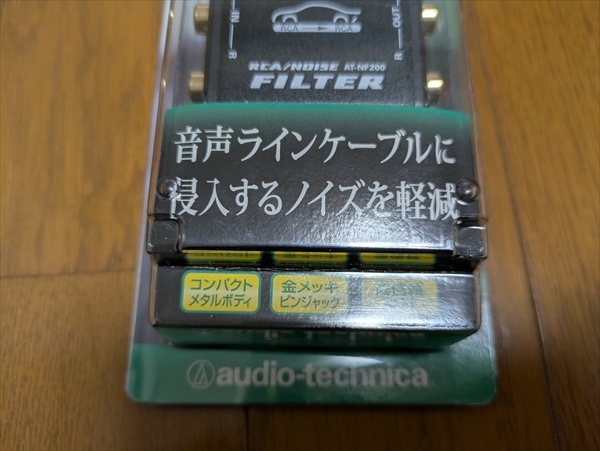 IN
OUT
R
R
RCA
RCA
RCA/NOISE AT-NF200
FILTER
音声ラインケーブルに
侵入するノイズを軽減
コンパクト
メタルボディ
金メッキ
ピンジャック
audio-technica